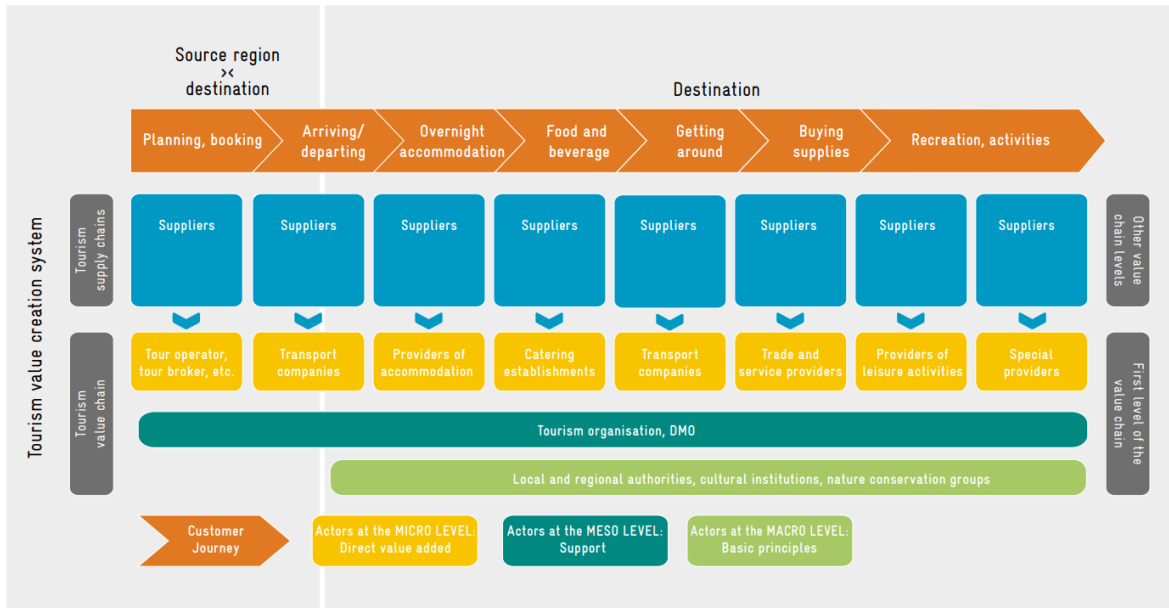 Source region
><
destination
Destination
Planning, booking
Arriving/
departing
Overnight
accommodation
Food and
beverage
Getting
around
Buying
supplies
Recreation, activities
Tourism value creation system
Tourism
supply chains
Suppliers
Suppliers
Suppliers
Suppliers
Suppliers
Suppliers
Suppliers
Suppliers
Other value
chain levels
Tourism
value chain
Tour operator,
tour broker, etc.
Transport
companies
Providers of
accommodation
Catering
establishments
Transport
companies
Trade and
service providers
Providers of
leisure activities
Special
providers
First level of the
value chain
Tourism organisation, DMO
Local and regional authorities, cultural institutions, nature conservation groups
Customer
Journey
Actors at the MICRO LEVEL:
Direct value added
Actors at the MESO LEVEL:
Support
Actors at the MACRO LEVEL:
Basic principles